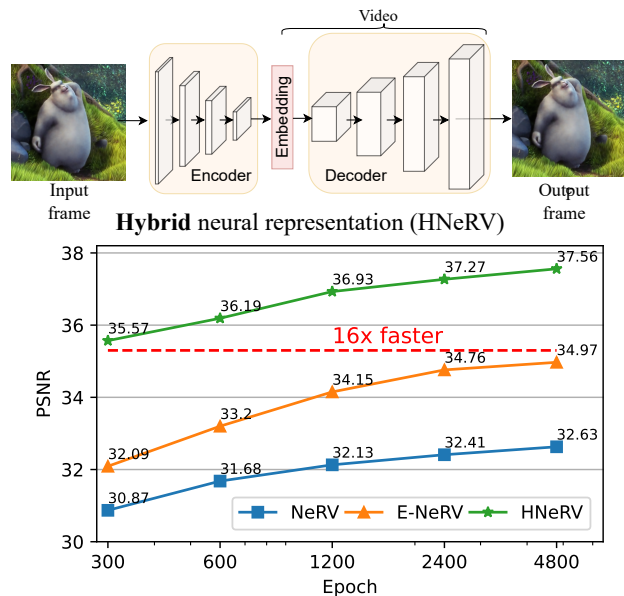 Video
Embedding
Encoder
Decoder
Input
frame
Output
frame
Hybrid neural representation (HNeRV)
38
37.56
37.27
36.93
36.19
36
35.57
16x faster
34.97
34.76
34.15
34
33.2
32.63
32.41
32.13
32.09
32
31.68
30.87
30
PSNR
NeRV
E-NeRV
HNeRV
300
600
1200
2400
4800
Epoch